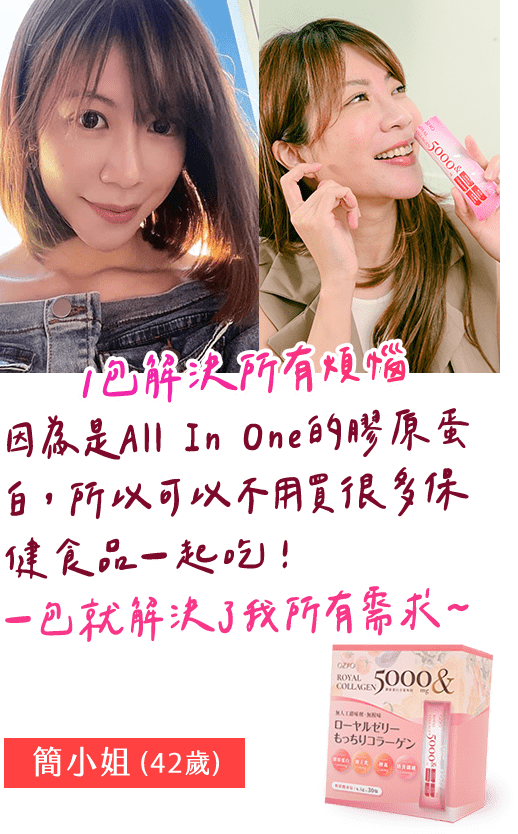 5000&
1包解決所有煩惱
因為是All In One的膠原蛋
白，所以可以不用買很多保
健食品一起吃！
一包就解決了我所有需求~
OZIO
ROYAL
COLLAGEN 5000&
mg
ローヤルゼリー
もっちりコラーゲン
5000&
簡小姐 (42歲)